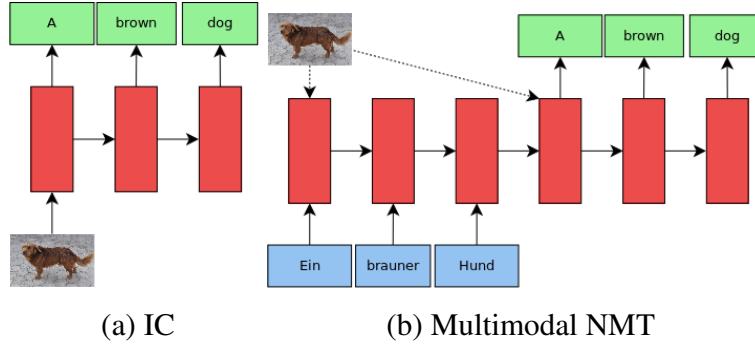 A brown dog
A brown dog
Ein brauner Hund
(a) IC
(b) Multimodal NMT